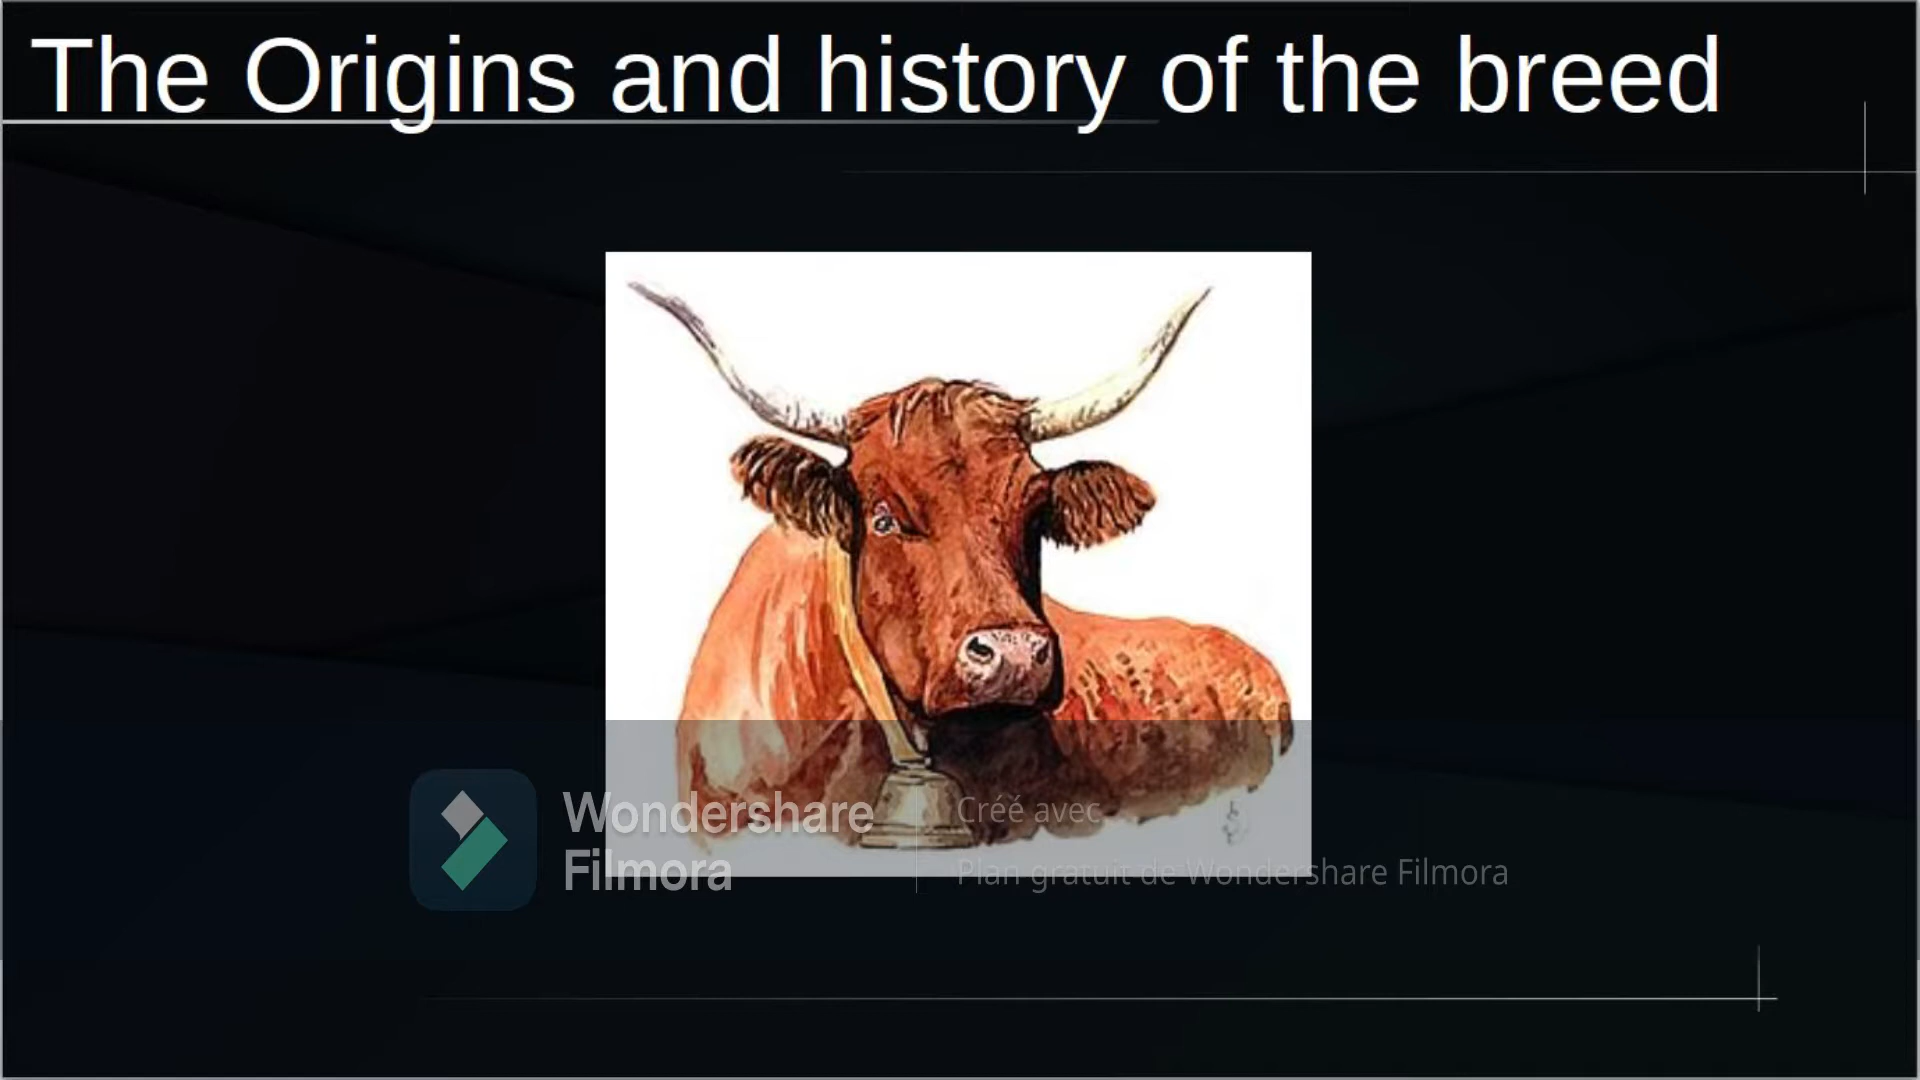 The Origins and history of the breed
Wondershare
Filmora
Créé avec
Plan gratuit de Wondershare Filmora